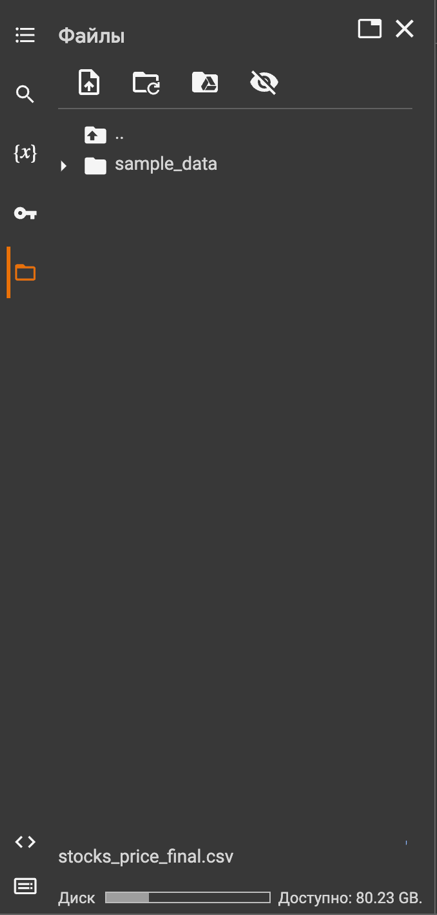 Файлы
{x}
..
sample_data
stocks_price_final.csv
Диск Доступно: 80.23 GB.